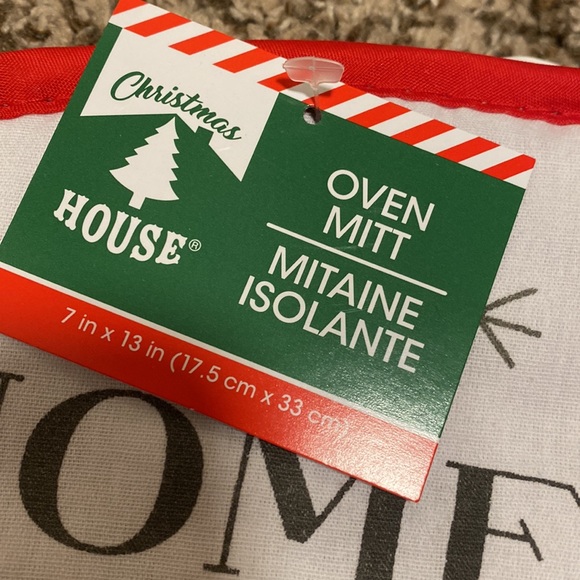 Christmas
HOUSE®
OVEN
MITT
MITAINE
ISOLANTE
7 in x 13 in (17.5 cm x 33 cm)
OME